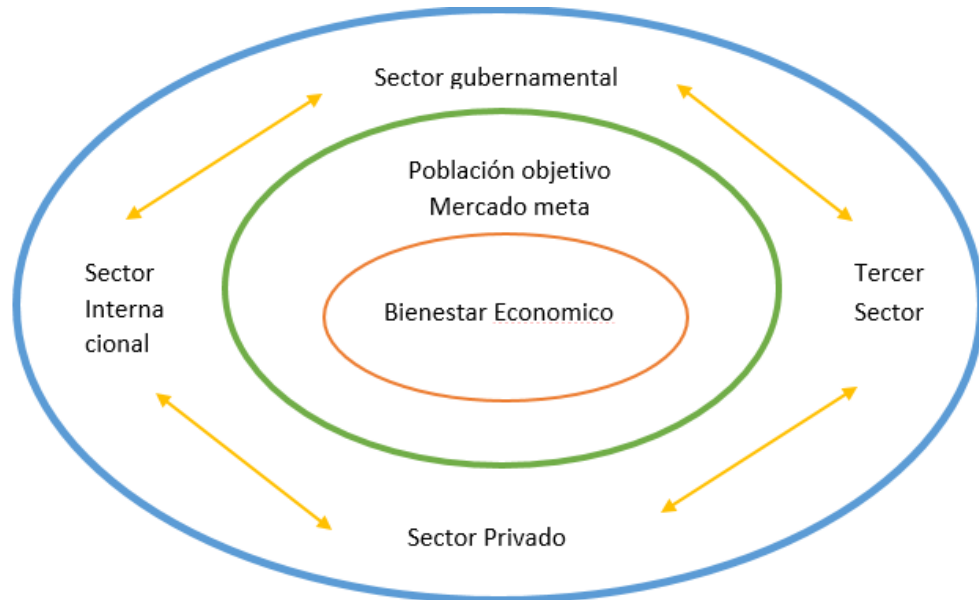 Sector gubernamental
Población objetivo
Mercado meta
Sector
Interna
cional
Bienestar Economico
Tercer
Sector
Sector Privado